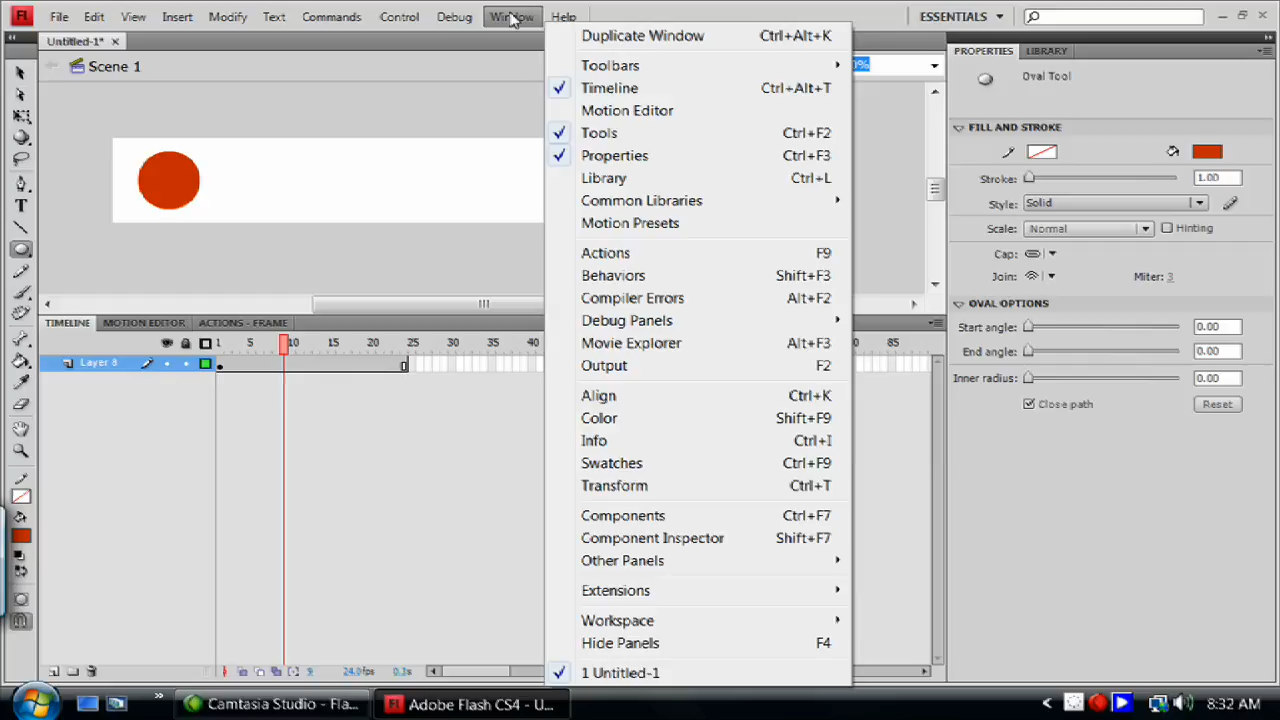 Fl File Edit View Insert Modify Text Commands Control Debug Window Help ESSENTIALS
Untitled-1*
Scene 1
Duplicate Window Ctrl+Alt+K
Toolbars
Timeline Ctrl+Alt+T
Motion Editor
Tools Ctrl+F2
Properties Ctrl+F3
Library Ctrl+L
Common Libraries
Motion Presets
Actions F9
Behaviors Shift+F3
Compiler Errors Alt+F2
Debug Panels
Movie Explorer Alt+F3
Output F2
Align Ctrl+K
Color Shift+F9
Info Ctrl+I
Swatches Ctrl+F9
Transform Ctrl+T
Components Ctrl+F7
Component Inspector Shift+F7
Other Panels
Extensions
Workspace
Hide Panels F4
1 Untitled-1
PROPERTIES LIBRARY
Oval Tool
FILL AND STROKE
Stroke: 1.00
Style: Solid
Scale: Normal Hinting
Cap:
Join: Miter: 3
OVAL OPTIONS
Start angle: 0.00
End angle: 0.00
Inner radius: 0.00
Close path Reset
TIMELINE MOTION EDITOR ACTIONS - FRAME
1 5 10 15 20 25 30 35 40 85
Layer 8
9 24.0fps 0.3s
Camtasia Studio - Fla... Fl Adobe Flash CS4 - U... 8:32 AM